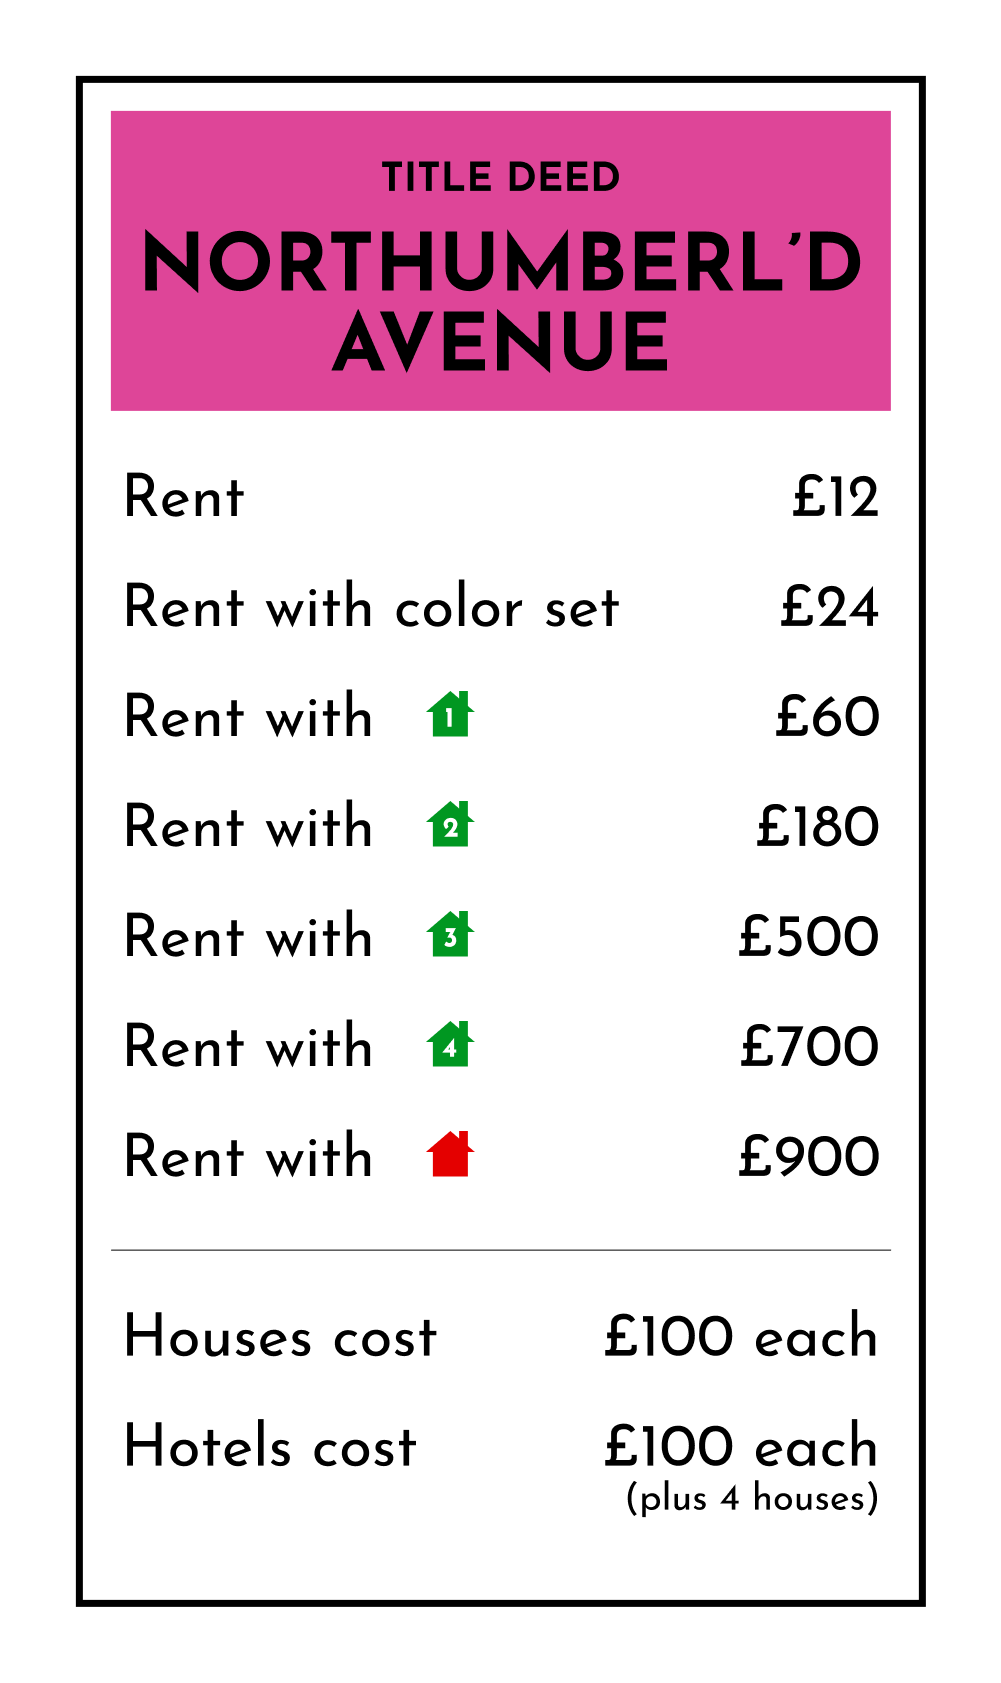 TITLE DEED
NORTHUMBERL’D
AVENUE
Rent £12
Rent with color set £24
Rent with 1 £60
Rent with 2 £180
Rent with 3 £500
Rent with 4 £700
Rent with £900
Houses cost £100 each
Hotels cost £100 each
(plus 4 houses)